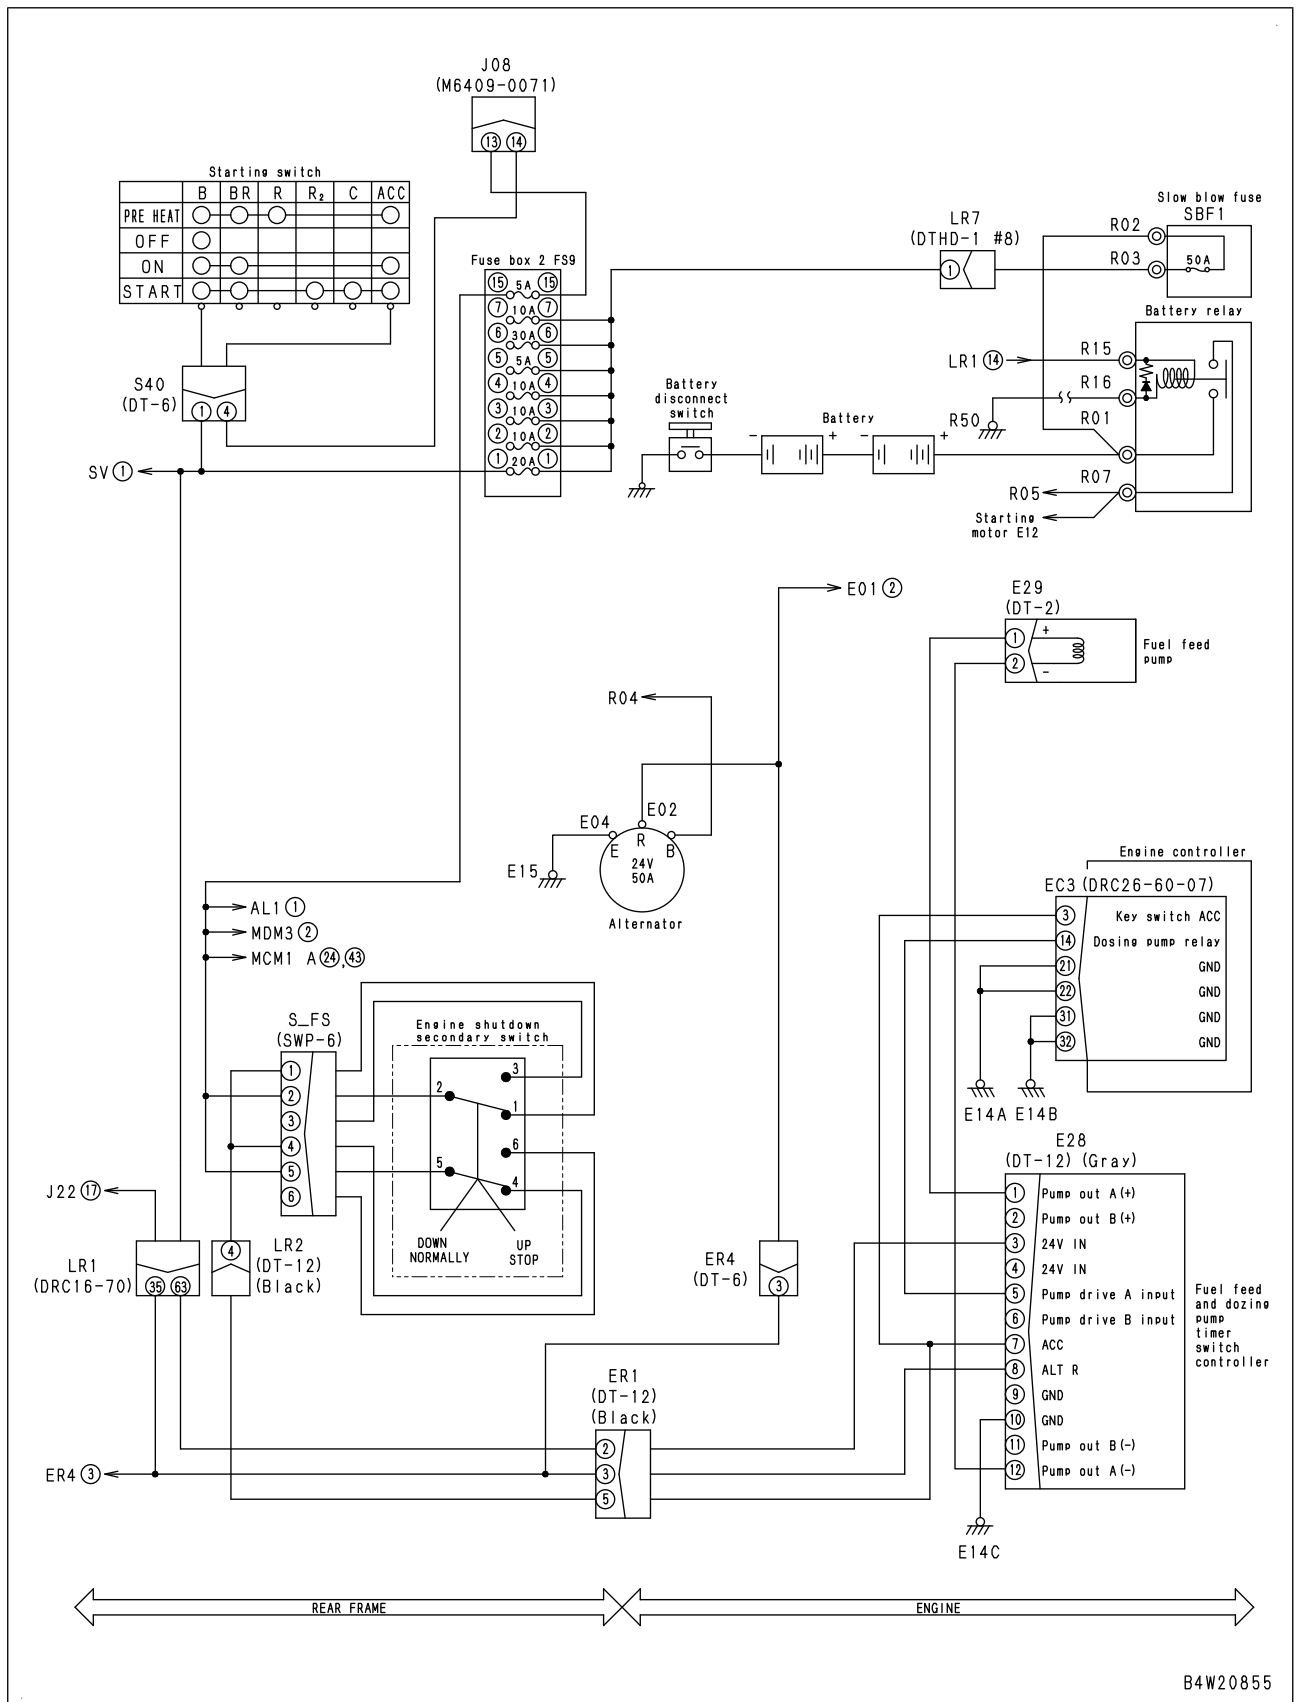 J08
(M6409-0071)
13 14
Starting switch
B BR R R₂ C ACC
PRE HEAT
OFF
ON
START
S40
(DT-6)
1 4
SV 1
Fuse box 2 FS9
15 5A 15
7 10A 7
6 30A 6
5 5A 5
4 10A 4
3 10A 3
2 10A 2
1 20A 1
LR7
(DTHD-1 #8)
1
Slow blow fuse
SBF1
R02
R03
50A
Battery relay
LR1 14
R15
R16
R50
R01
R07
R05
Starting
motor E12
Battery
disconnect
switch
Battery
- + - +
E01 2
E29
(DT-2)
1 +
2 -
Fuel feed
pump
R04
E04
E02
E R B
24V
50A
E15
Alternator
AL1 1
MDM3 2
MCM1 A 24,43
Engine controller
EC3 (DRC26-60-07)
3 Key switch ACC
14 Dosing pump relay
21 GND
22 GND
31 GND
32 GND
E14A E14B
S_FS
(SWP-6)
1
2
3
4
5
6
Engine shutdown
secondary switch
3
2
1
6
5
4
DOWN
NORMALLY
UP
STOP
J22 17
LR1
(DRC16-70)
35 63
4
LR2
(DT-12)
(Black)
ER4
(DT-6)
3
E28
(DT-12) (Gray)
1 Pump out A(+)
2 Pump out B(+)
3 24V IN
4 24V IN
5 Pump drive A input
6 Pump drive B input
7 ACC
8 ALT R
9 GND
10 GND
11 Pump out B(-)
12 Pump out A(-)
Fuel feed
and dozing
pump
timer
switch
controller
ER1
(DT-12)
(Black)
2
3
5
ER4 3
E14C
REAR FRAME
ENGINE
B4W20855